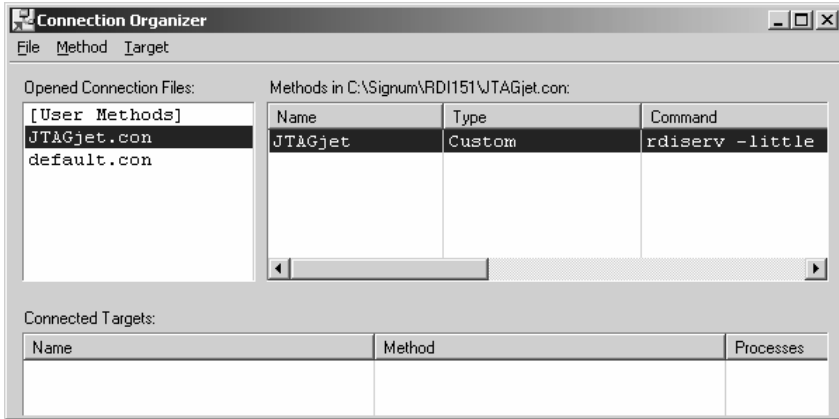 Connection Organizer
File Method Target
Opened Connection Files: Methods in C:\Signum\RDI151\JTAGjet.con:
[User Methods] Name Type Command
JTAGjet.con JTAGjet Custom rdiserv -little
default.con
Connected Targets:
Name Method Processes